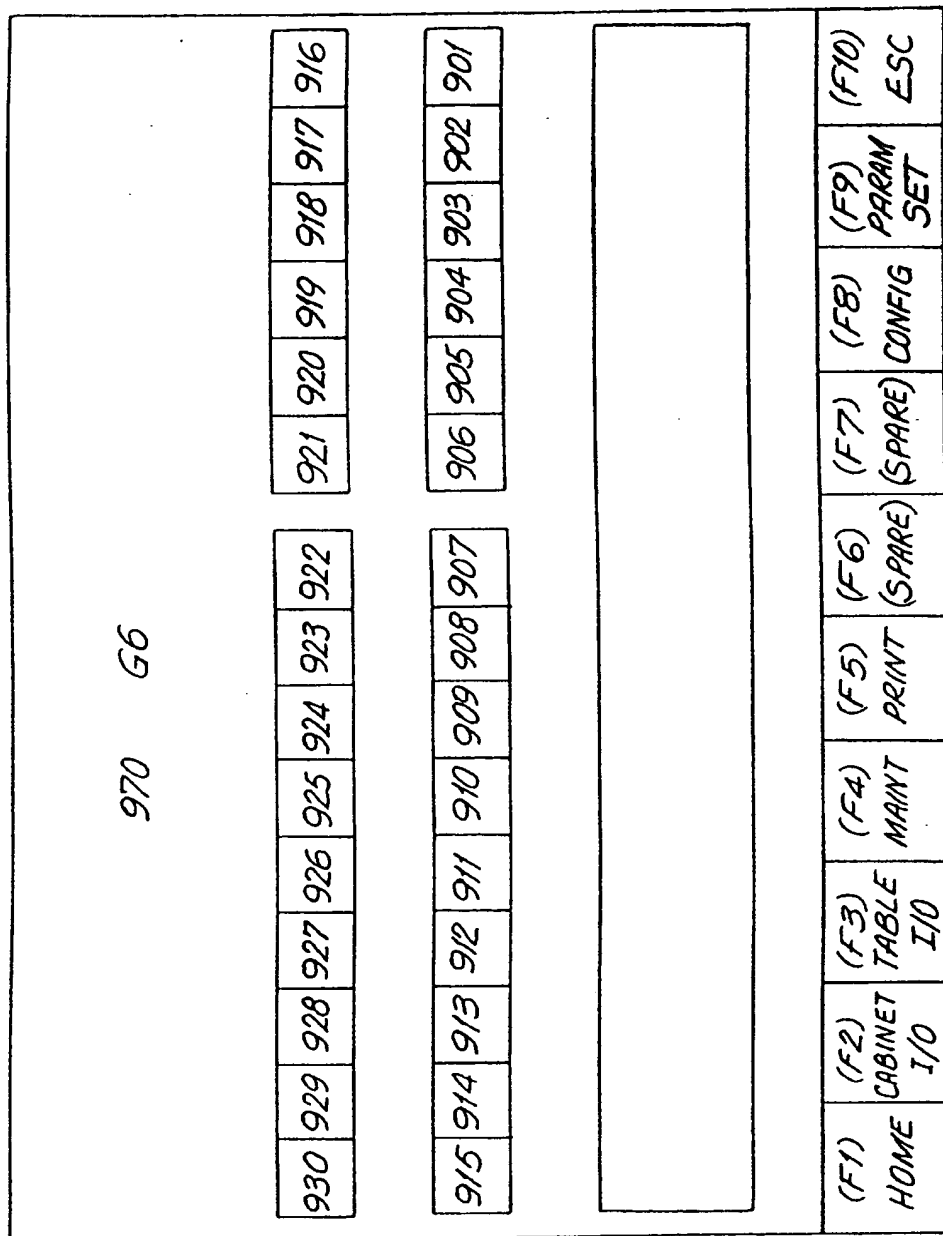 970 G6
930 929 928 927 926 925 924 923 922 921 920 919 918 917 916
915 914 913 912 911 910 909 908 907 906 905 904 903 902 901
(F1) (F2) (F3) (F4) (F5) (F6) (F7) (F8) (F9) (F10)
HOME CABINET TABLE MAINT PRINT (SPARE) (SPARE) CONFIG PARAM ESC
I/O I/O SET